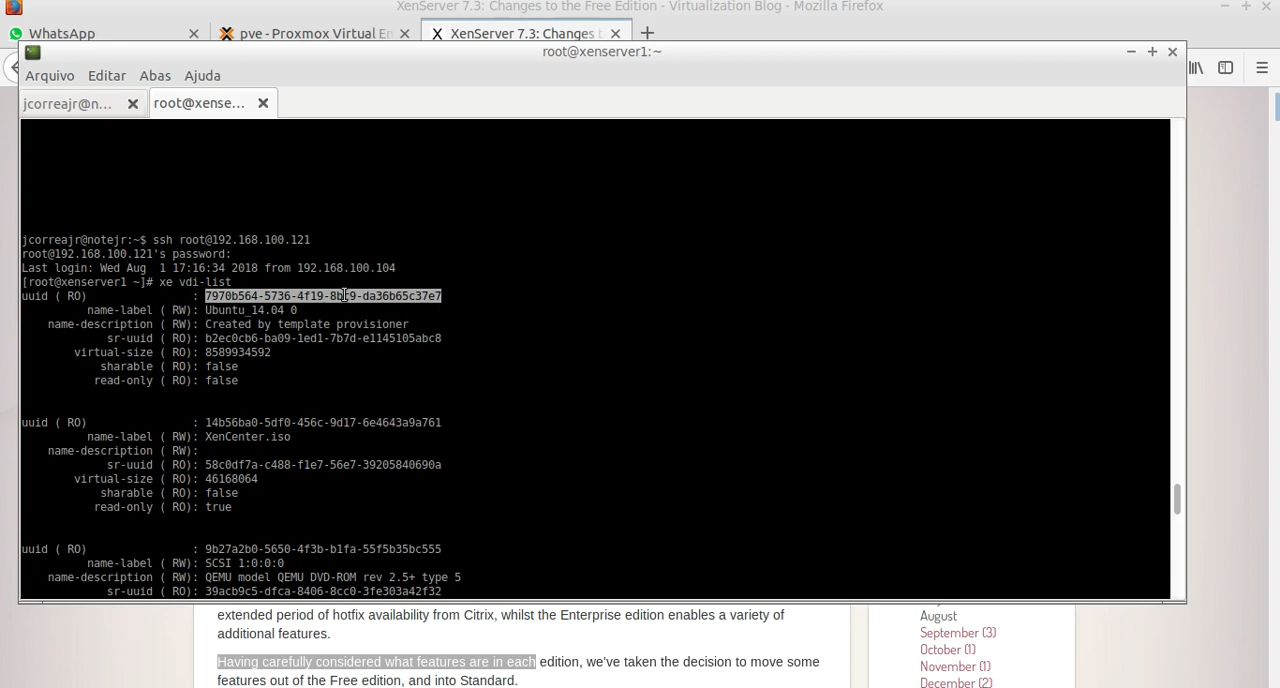 XenServer 7.3: Changes to the Free Edition - Virtualization Blog - Mozilla Firefox
WhatsApp
pve - Proxmox Virtual En
XenServer 7.3: Changes t
root@xenserver1:~
Arquivo Editar Abas Ajuda
jcorreajr@n...
root@xense...
jcorreajr@notejr:~$ ssh root@192.168.100.121
root@192.168.100.121's password:
Last login: Wed Aug  1 17:16:34 2018 from 192.168.100.104
[root@xenserver1 ~]# xe vdi-list
uuid ( RO) : 7970b564-5736-4f19-8bf9-da36b65c37e7
name-label ( RW): Ubuntu_14.04 0
name-description ( RW): Created by template provisioner
sr-uuid ( RO): b2ec0cb6-ba09-1ed1-7b7d-e1145105abc8
virtual-size ( RO): 8589934592
sharable ( RO): false
read-only ( RO): false
uuid ( RO) : 14b56ba0-5df0-456c-9d17-6e4643a9a761
name-label ( RW): XenCenter.iso
name-description ( RW):
sr-uuid ( RO): 58c0df7a-c488-f1e7-56e7-39205840690a
virtual-size ( RO): 46168064
sharable ( RO): false
read-only ( RO): true
uuid ( RO) : 9b27a2b0-5650-4f3b-b1fa-55f5b35bc555
name-label ( RW): SCSI 1:0:0:0
name-description ( RW): QEMU model QEMU DVD-ROM rev 2.5+ type 5
sr-uuid ( RO): 39acb9c5-dfca-8406-8cc0-3fe303a42f32
extended period of hotfix availability from Citrix, whilst the Enterprise edition enables a variety of
additional features.
Having carefully considered what features are in each edition, we've taken the decision to move some
features out of the Free edition, and into Standard.
August
September (3)
October (1)
November (1)
December (2)